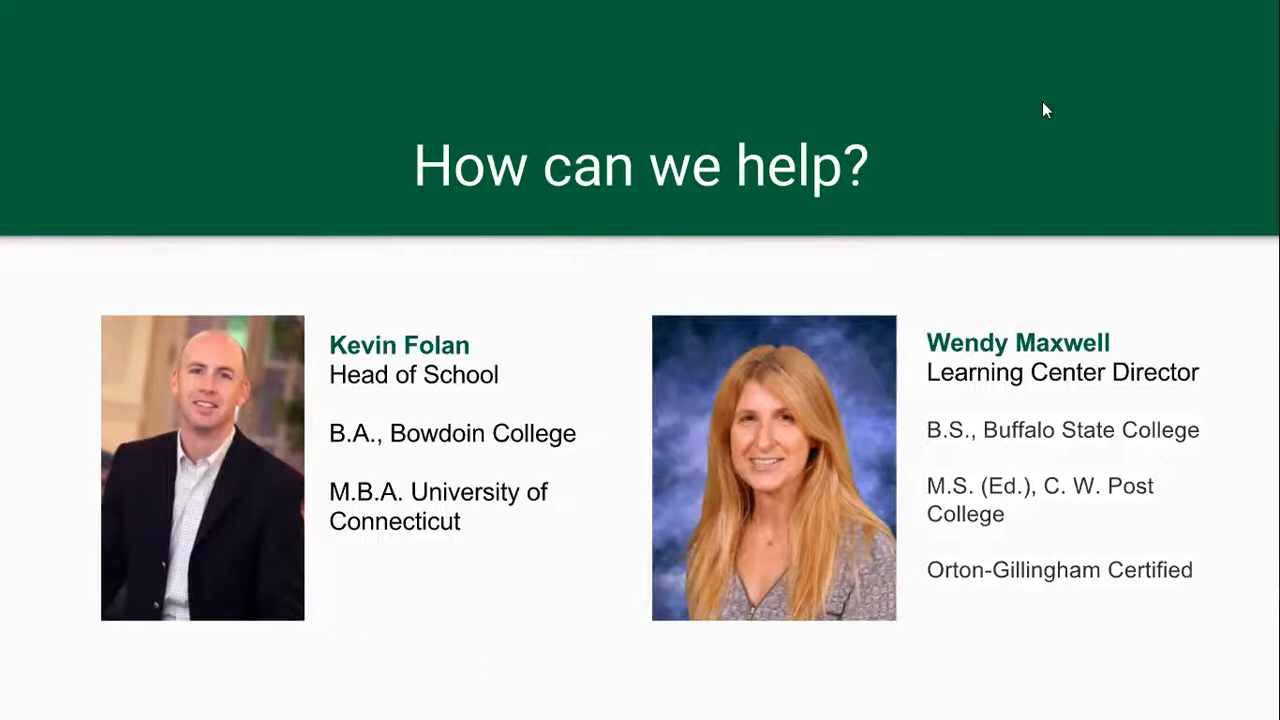 How can we help?
Kevin Folan
Head of School
B.A., Bowdoin College
M.B.A. University of
Connecticut
Wendy Maxwell
Learning Center Director
B.S., Buffalo State College
M.S. (Ed.), C. W. Post
College
Orton-Gillingham Certified